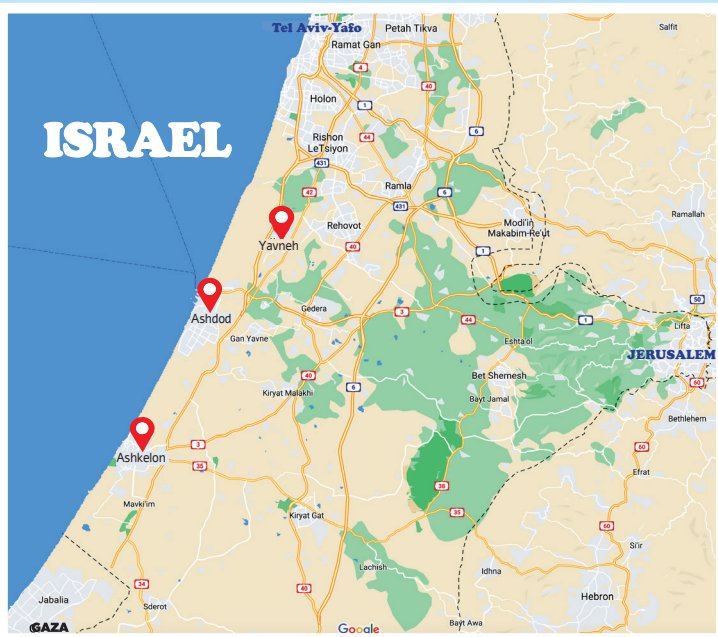 Tel Aviv-Yafo
Petah Tikva
Salfit
Ramat Gan
4
40
Holon
1
ISRAEL
Rishon
LeTsiyon
44
6
431
Ramla
42
6
431
Ramallah
Yavneh
Rehovot
Modi'in
Makabim-Re'ut
40
1
Ashdod
Gedera
3
50
44
1
Lifta
Gan Yavne
Eshta'ol
JERUSALEM
40
6
Bet Shemesh
60
Kiryat Malakhi
Bayt Jamal
Bethlehem
3
60
Ashkelon
35
Efrat
38
Mavki'im
Kiryat Gat
35
60
Si'ir
Lachish
Idhna
34
40
Hebron
Jabalia
Sderot
GAZA
Google
Bayt Awa